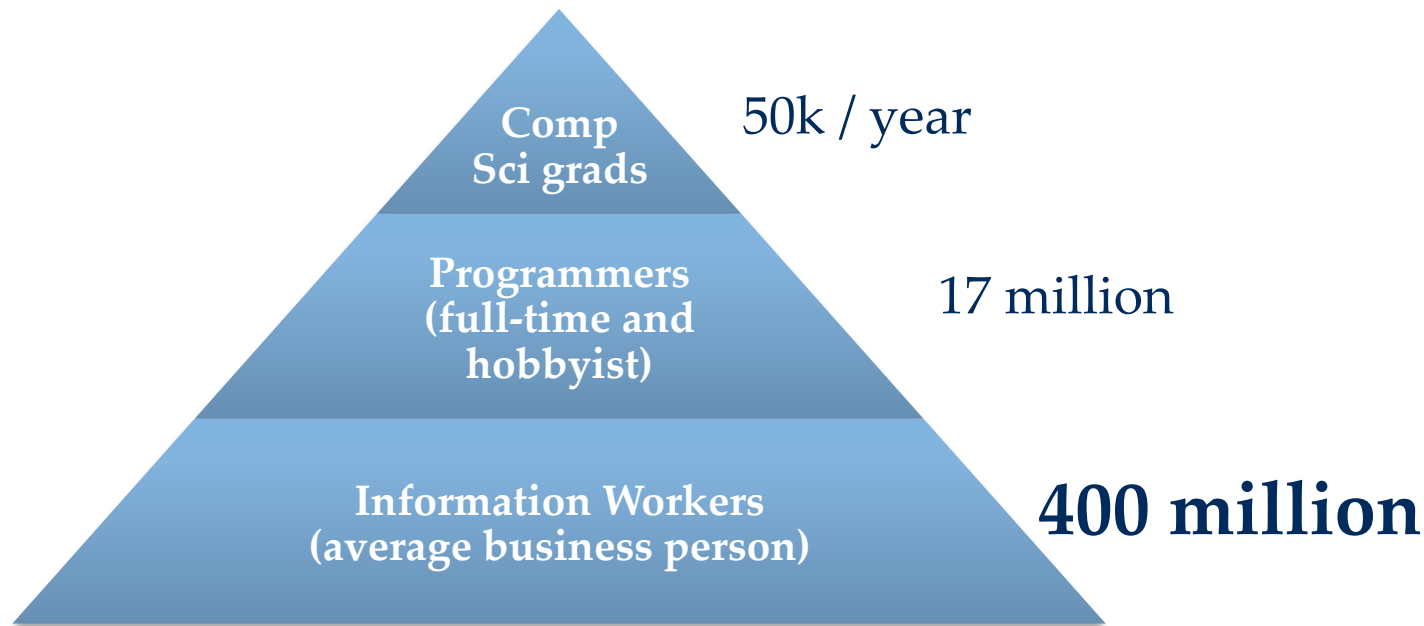 Comp
Sci grads
50k / year
Programmers
(full-time and
hobbyist)
17 million
Information Workers
(average business person)
400 million